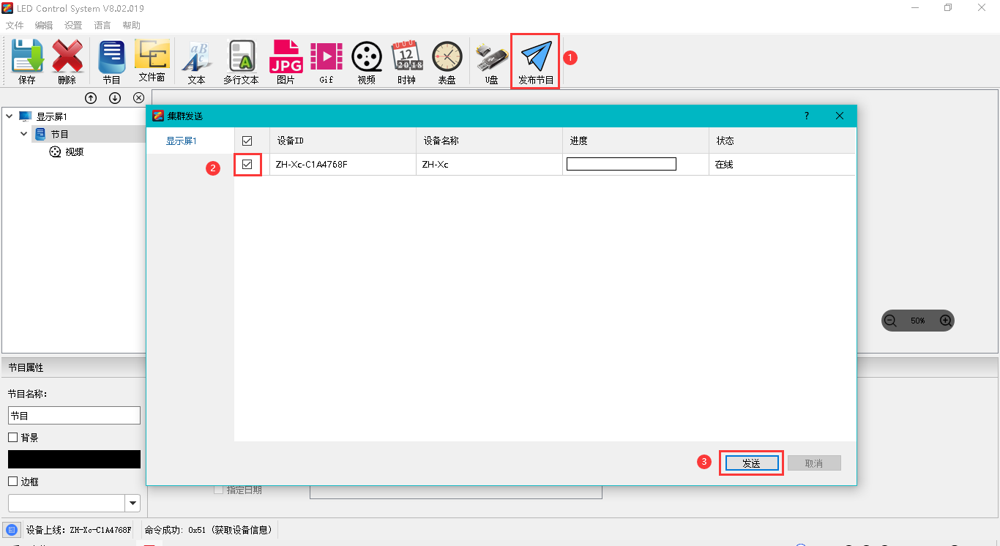 LED Control System V8.02.019
文件 编辑 设置 语言 帮助
aB
Bc
A
JPG
12
2018
保存 删除 节目 文件窗 文本 多行文本 图片 Gif 视频 时钟 表盘 U盘 发布节目
1
显示屏1
节目
视频
集群发送
?
显示屏1
设备ID 设备名称 进度 状态
2
ZH-Xc-C1A4768F ZH-Xc 在线
50%
节目属性
节目名称:
节目
背景
边框
3
发送 取消
指定日期
设备上线: ZH-Xc-C1A4768F 命令成功: 0x51 (获取设备信息)